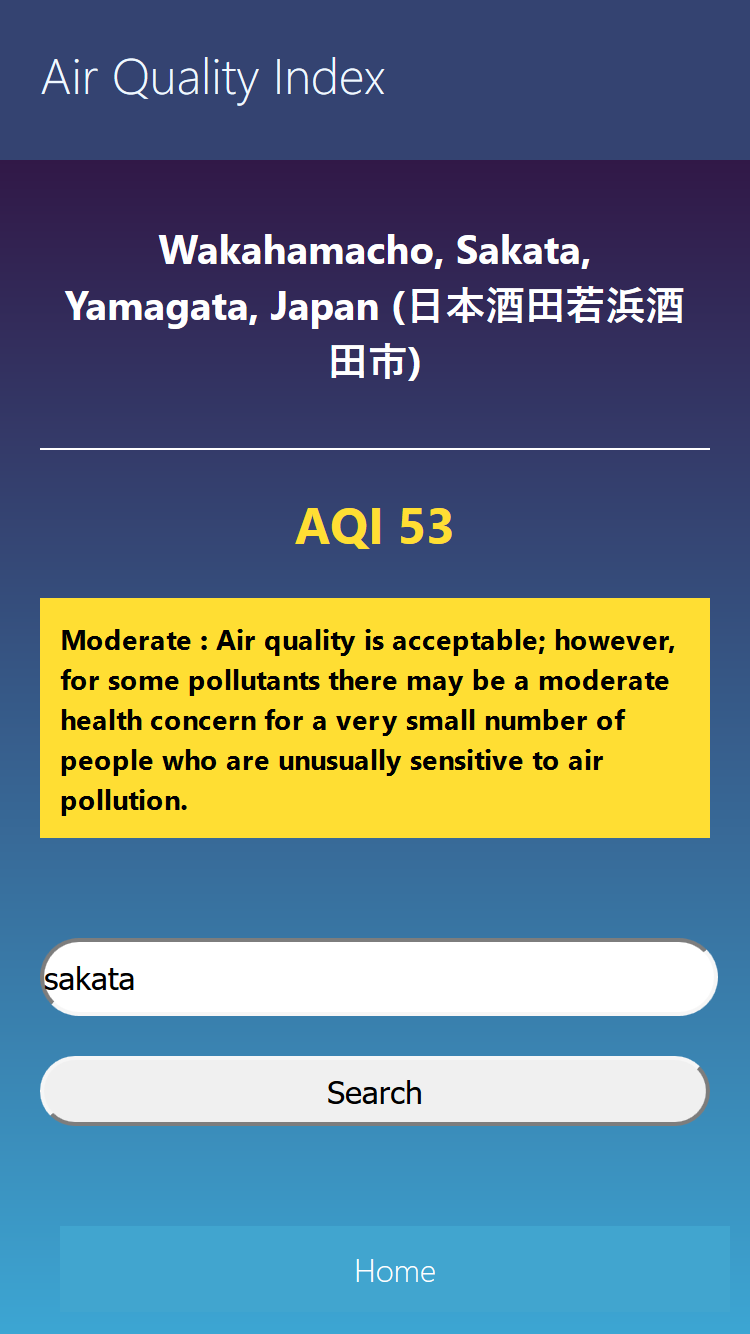 Air Quality Index
Wakahamacho, Sakata,
Yamagata, Japan (日本酒田若浜酒
田市)
AQI 53
Moderate : Air quality is acceptable; however,
for some pollutants there may be a moderate
health concern for a very small number of
people who are unusually sensitive to air
pollution.
sakata
Search
Home